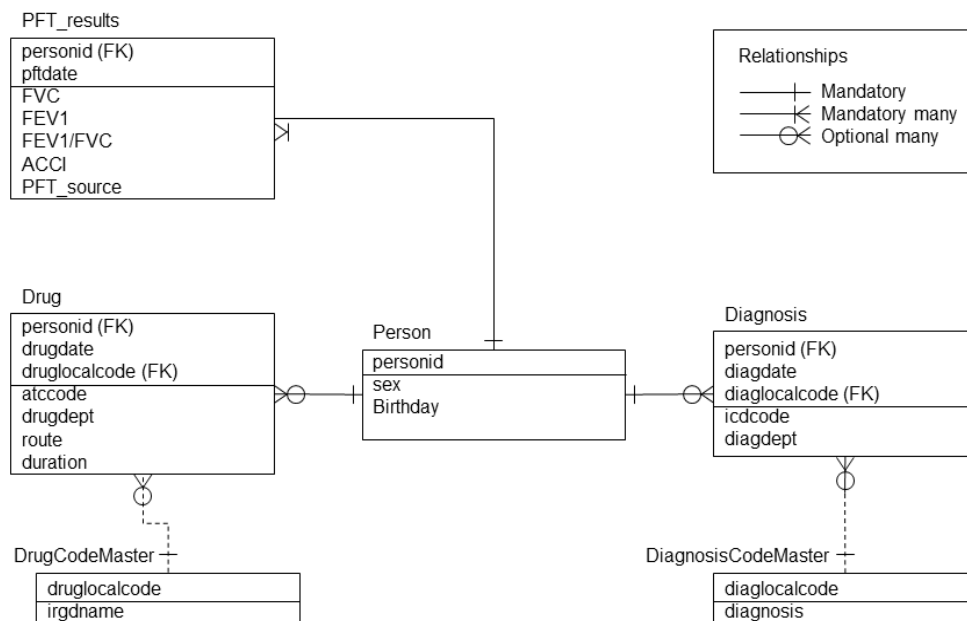 PFT_results
personid (FK)
pftdate
FVC
FEV1
FEV1/FVC
ACCI
PFT_source
Relationships
Mandatory
Mandatory many
Optional many
Drug
personid (FK)
drugdate
druglocalcode (FK)
atccode
drugdept
route
duration
Person
personid
sex
Birthday
Diagnosis
personid (FK)
diagdate
diaglocalcode (FK)
icdcode
diagdept
DrugCodeMaster
druglocalcode
irgdname
DiagnosisCodeMaster
diaglocalcode
diagnosis